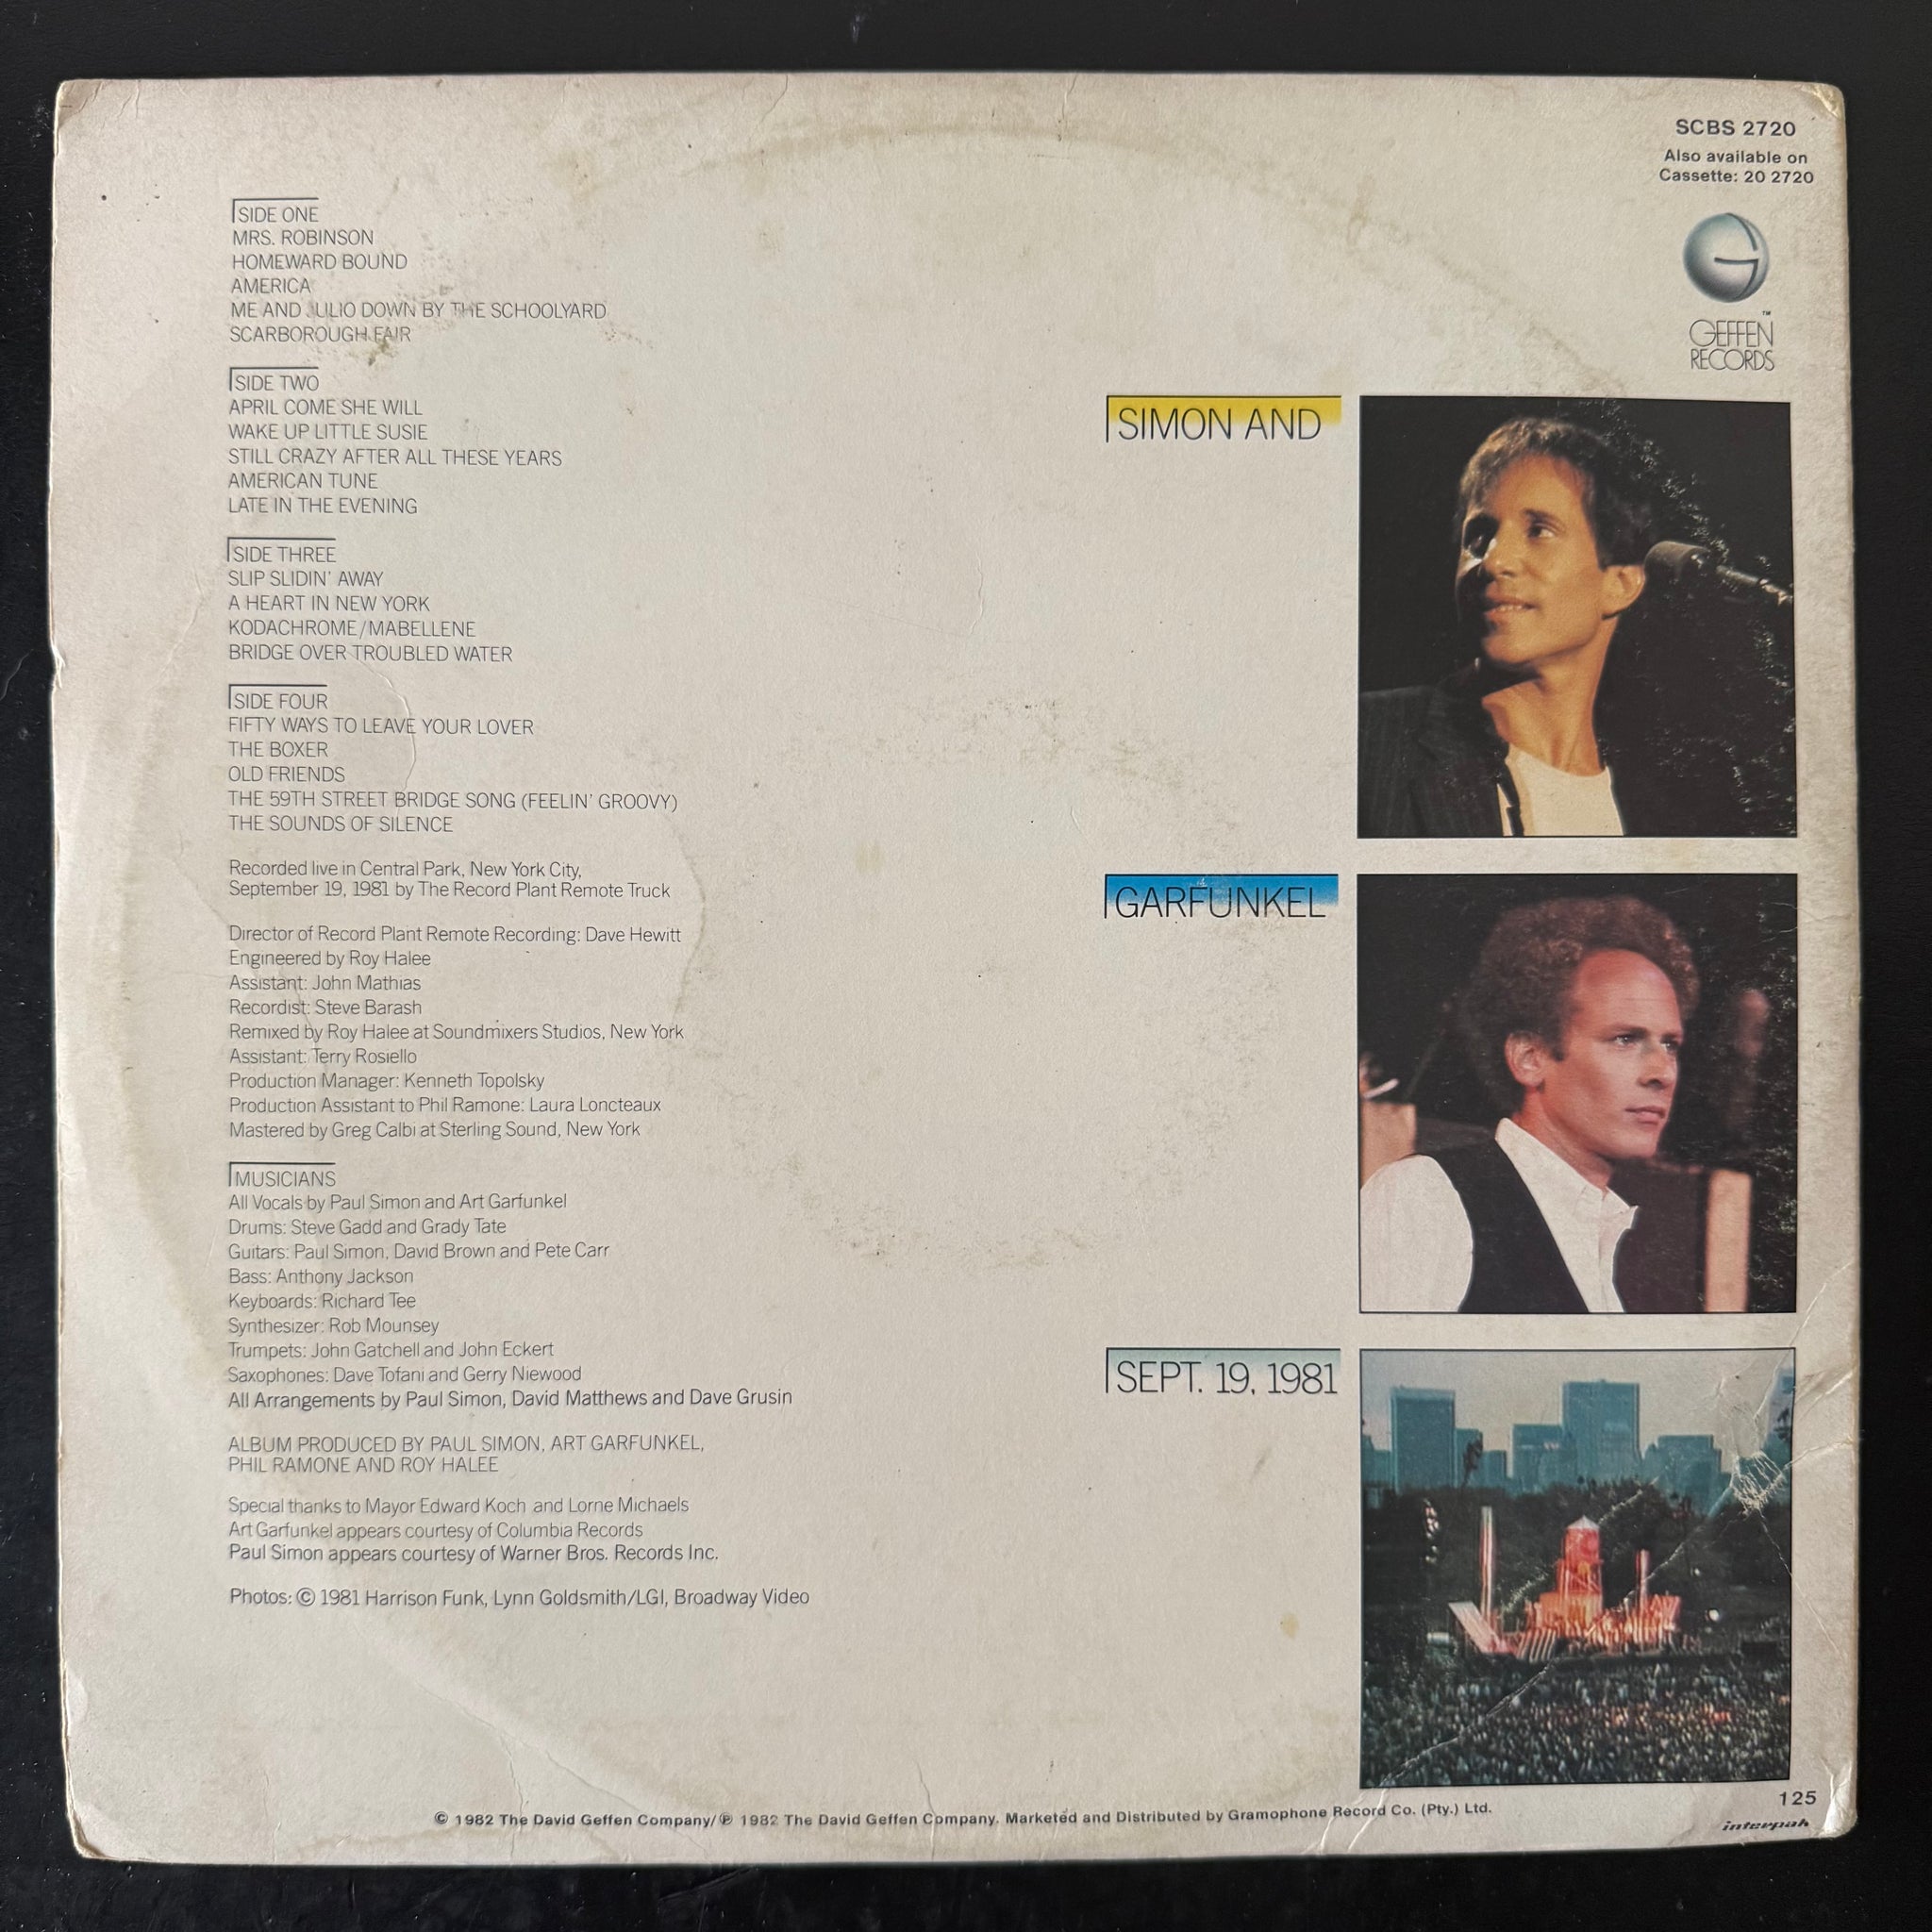 SCBS 2720
Also available on
Cassette: 20 2720
GEFFEN
RECORDS
™
SIDE ONE
MRS. ROBINSON
HOMEWARD BOUND
AMERICA
ME AND JULIO DOWN BY THE SCHOOLYARD
SCARBOROUGH FAIR
SIDE TWO
APRIL COME SHE WILL
WAKE UP LITTLE SUSIE
STILL CRAZY AFTER ALL THESE YEARS
AMERICAN TUNE
LATE IN THE EVENING
SIDE THREE
SLIP SLIDIN' AWAY
A HEART IN NEW YORK
KODACHROME/MABELLENE
BRIDGE OVER TROUBLED WATER
SIDE FOUR
FIFTY WAYS TO LEAVE YOUR LOVER
THE BOXER
OLD FRIENDS
THE 59TH STREET BRIDGE SONG (FEELIN' GROOVY)
THE SOUNDS OF SILENCE
Recorded live in Central Park, New York City,
September 19, 1981 by The Record Plant Remote Truck
Director of Record Plant Remote Recording: Dave Hewitt
Engineered by Roy Halee
Assistant: John Mathias
Recordist: Steve Barash
Remixed by Roy Halee at Soundmixers Studios, New York
Assistant: Terry Rosiello
Production Manager: Kenneth Topolsky
Production Assistant to Phil Ramone: Laura Loncteaux
Mastered by Greg Calbi at Sterling Sound, New York
MUSICIANS
All Vocals by Paul Simon and Art Garfunkel
Drums: Steve Gadd and Grady Tate
Guitars: Paul Simon, David Brown and Pete Carr
Bass: Anthony Jackson
Keyboards: Richard Tee
Synthesizer: Rob Mounsey
Trumpets: John Gatchell and John Eckert
Saxophones: Dave Tofani and Gerry Niewood
All Arrangements by Paul Simon, David Matthews and Dave Grusin
ALBUM PRODUCED BY PAUL SIMON, ART GARFUNKEL,
PHIL RAMONE AND ROY HALEE
Special thanks to Mayor Edward Koch and Lorne Michaels
Art Garfunkel appears courtesy of Columbia Records
Paul Simon appears courtesy of Warner Bros. Records Inc.
Photos: © 1981 Harrison Funk, Lynn Goldsmith/LGI, Broadway Video
SIMON AND
GARFUNKEL
SEPT. 19, 1981
© 1982 The David Geffen Company/℗ 1982 The David Geffen Company. Marketed and Distributed by Gramophone Record Co. (Pty.) Ltd.
125
interpak